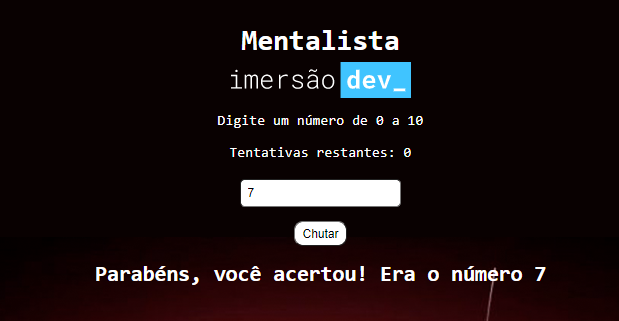 Mentalista
imersão dev_
Digite um número de 0 a 10
Tentativas restantes: 0
7
Chutar
Parabéns, você acertou! Era o número 7